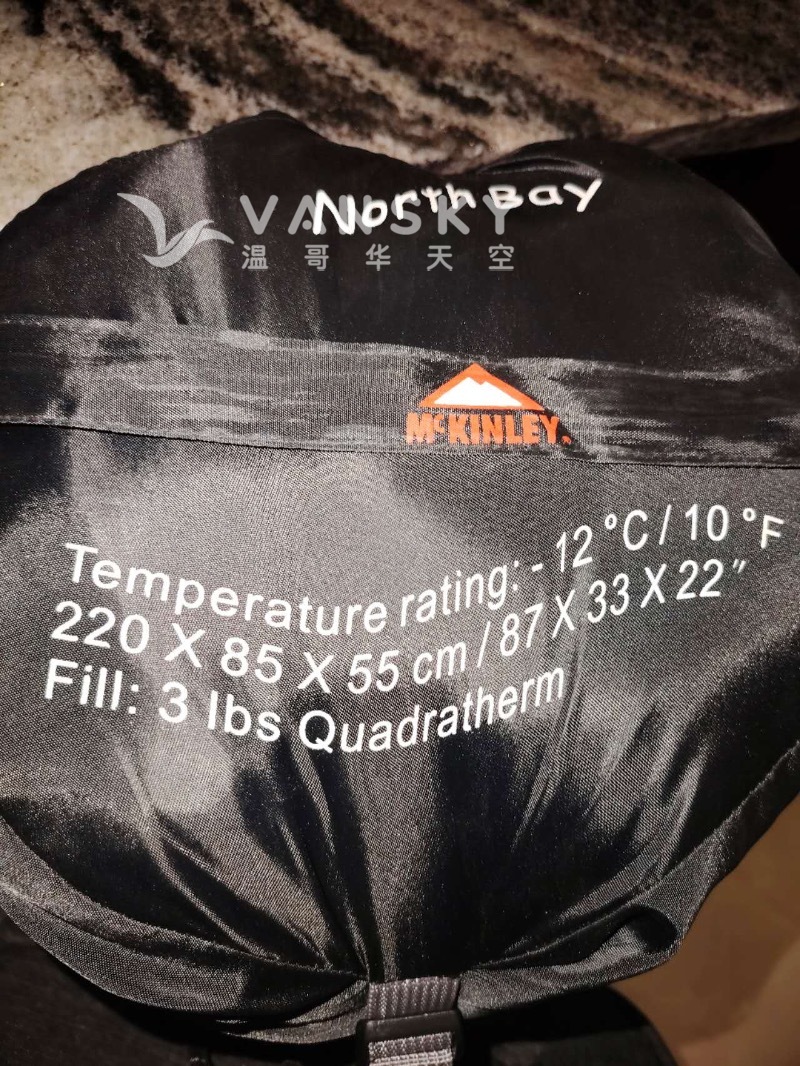 North Bay
VANSKY
温哥华天空
McKINLEY
Temperature rating: - 12 °C / 10 °F
220 X 85 X 55 cm / 87 X 33 X 22"
Fill: 3 lbs Quadratherm